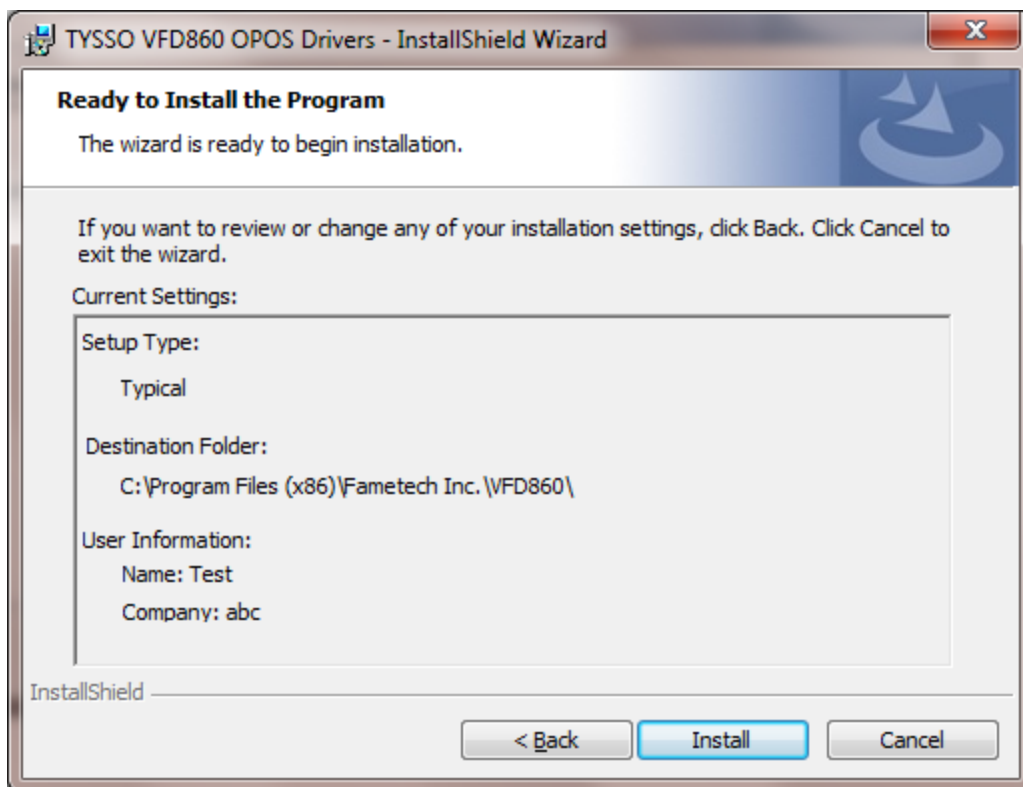 TYSSO VFD860 OPOS Drivers - InstallShield Wizard
Ready to Install the Program
The wizard is ready to begin installation.
If you want to review or change any of your installation settings, click Back. Click Cancel to
exit the wizard.
Current Settings:
Setup Type:
Typical
Destination Folder:
C:\Program Files (x86)\Fametech Inc.\VFD860\
User Information:
Name: Test
Company: abc
InstallShield
< Back
Install
Cancel